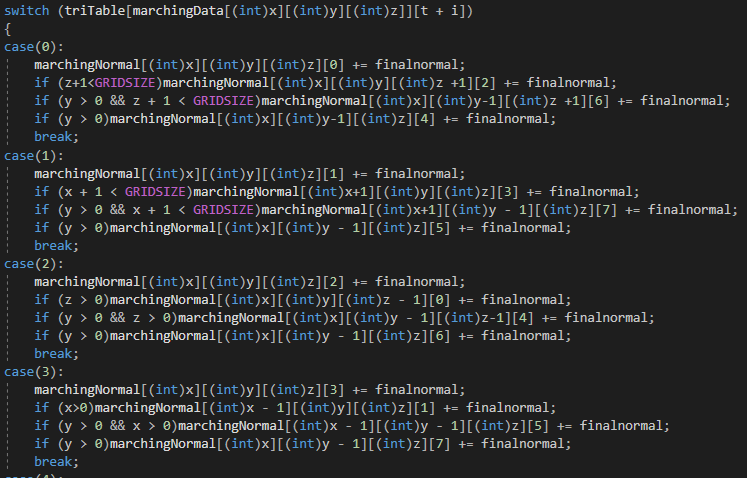 switch (triTable[marchingData[(int)x][(int)y][(int)z]][t + i])
{
case(0):
marchingNormal[(int)x][(int)y][(int)z][0] += finalnormal;
if (z+1<GRIDSIZE)marchingNormal[(int)x][(int)y][(int)z +1][2] += finalnormal;
if (y > 0 && z + 1 < GRIDSIZE)marchingNormal[(int)x][(int)y-1][(int)z +1][6] += finalnormal;
if (y > 0)marchingNormal[(int)x][(int)y-1][(int)z][4] += finalnormal;
break;
case(1):
marchingNormal[(int)x][(int)y][(int)z][1] += finalnormal;
if (x + 1 < GRIDSIZE)marchingNormal[(int)x+1][(int)y][(int)z][3] += finalnormal;
if (y > 0 && x + 1 < GRIDSIZE)marchingNormal[(int)x+1][(int)y - 1][(int)z][7] += finalnormal;
if (y > 0)marchingNormal[(int)x][(int)y - 1][(int)z][5] += finalnormal;
break;
case(2):
marchingNormal[(int)x][(int)y][(int)z][2] += finalnormal;
if (z > 0)marchingNormal[(int)x][(int)y][(int)z - 1][0] += finalnormal;
if (y > 0 && z > 0)marchingNormal[(int)x][(int)y - 1][(int)z-1][4] += finalnormal;
if (y > 0)marchingNormal[(int)x][(int)y - 1][(int)z][6] += finalnormal;
break;
case(3):
marchingNormal[(int)x][(int)y][(int)z][3] += finalnormal;
if (x>0)marchingNormal[(int)x - 1][(int)y][(int)z][1] += finalnormal;
if (y > 0 && x > 0)marchingNormal[(int)x - 1][(int)y - 1][(int)z][5] += finalnormal;
if (y > 0)marchingNormal[(int)x][(int)y - 1][(int)z][7] += finalnormal;
break;